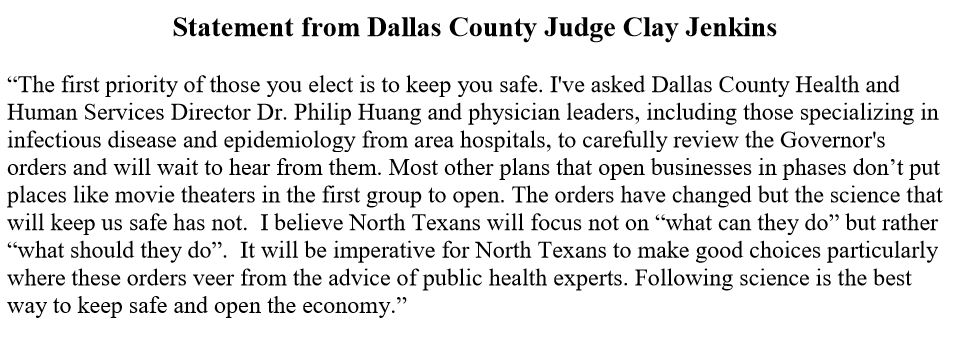 Statement from Dallas County Judge Clay Jenkins
“The first priority of those you elect is to keep you safe. I've asked Dallas County Health and
Human Services Director Dr. Philip Huang and physician leaders, including those specializing in
infectious disease and epidemiology from area hospitals, to carefully review the Governor's
orders and will wait to hear from them. Most other plans that open businesses in phases don’t put
places like movie theaters in the first group to open. The orders have changed but the science that
will keep us safe has not.  I believe North Texans will focus not on “what can they do” but rather
“what should they do”.  It will be imperative for North Texans to make good choices particularly
where these orders veer from the advice of public health experts. Following science is the best
way to keep safe and open the economy.”